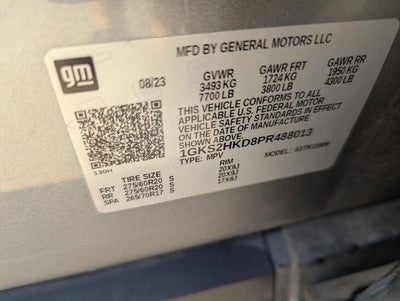 gm
MFD BY GENERAL MOTORS LLC
08/23
GVWR GAWR FRT GAWR RR
3493 KG 1724 KG 1950 KG
7700 LB 3800 LB 4300 LB
THIS VEHICLE CONFORMS TO ALL
APPLICABLE U.S. FEDERAL MOTOR
VEHICLE SAFETY STANDARDS IN EFFECT
ON THE DATE OF MANUFACTURE
SHOWN ABOVE.
1GKS2HKD8PR488013
TYPE: MPV MODEL:
130H
TIRE SIZE RIM
FRT 275/60R20 S 20X9J
RR 275/60R20 S 20X9J
SPA 265/70R17 S 17X8J